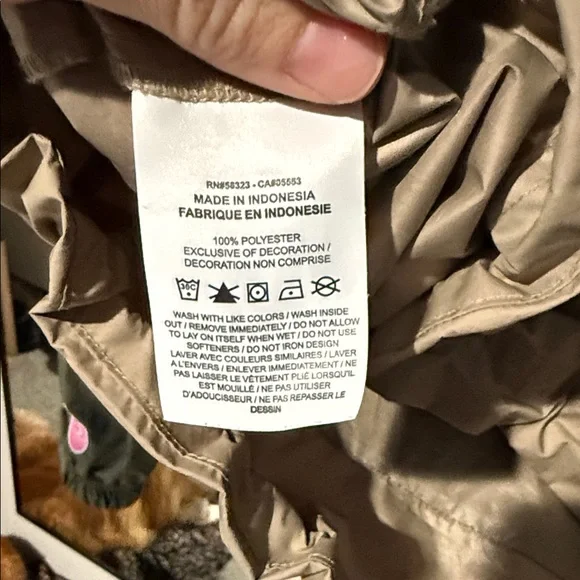 RN#58323 - CA#05553
MADE IN INDONESIA
FABRIQUE EN INDONESIE
100% POLYESTER
EXCLUSIVE OF DECORATION /
DECORATION NON COMPRISE
30C
WASH WITH LIKE COLORS / WASH INSIDE
OUT / REMOVE IMMEDIATELY / DO NOT ALLOW
TO LAY ON ITSELF WHEN WET / DO NOT USE
SOFTENERS / DO NOT IRON DESIGN
LAVER AVEC COULEURS SIMILAIRES / LAVER
A L'ENVERS / ENLEVER IMMEDIATEMENT / NE
PAS LAISSER LE VÊTEMENT PLIÉ LORSQU'IL
EST MOUILLÉ / NE PAS UTILISER
D'ADOUCISSEUR / NE PAS REPASSER LE
DESSIN